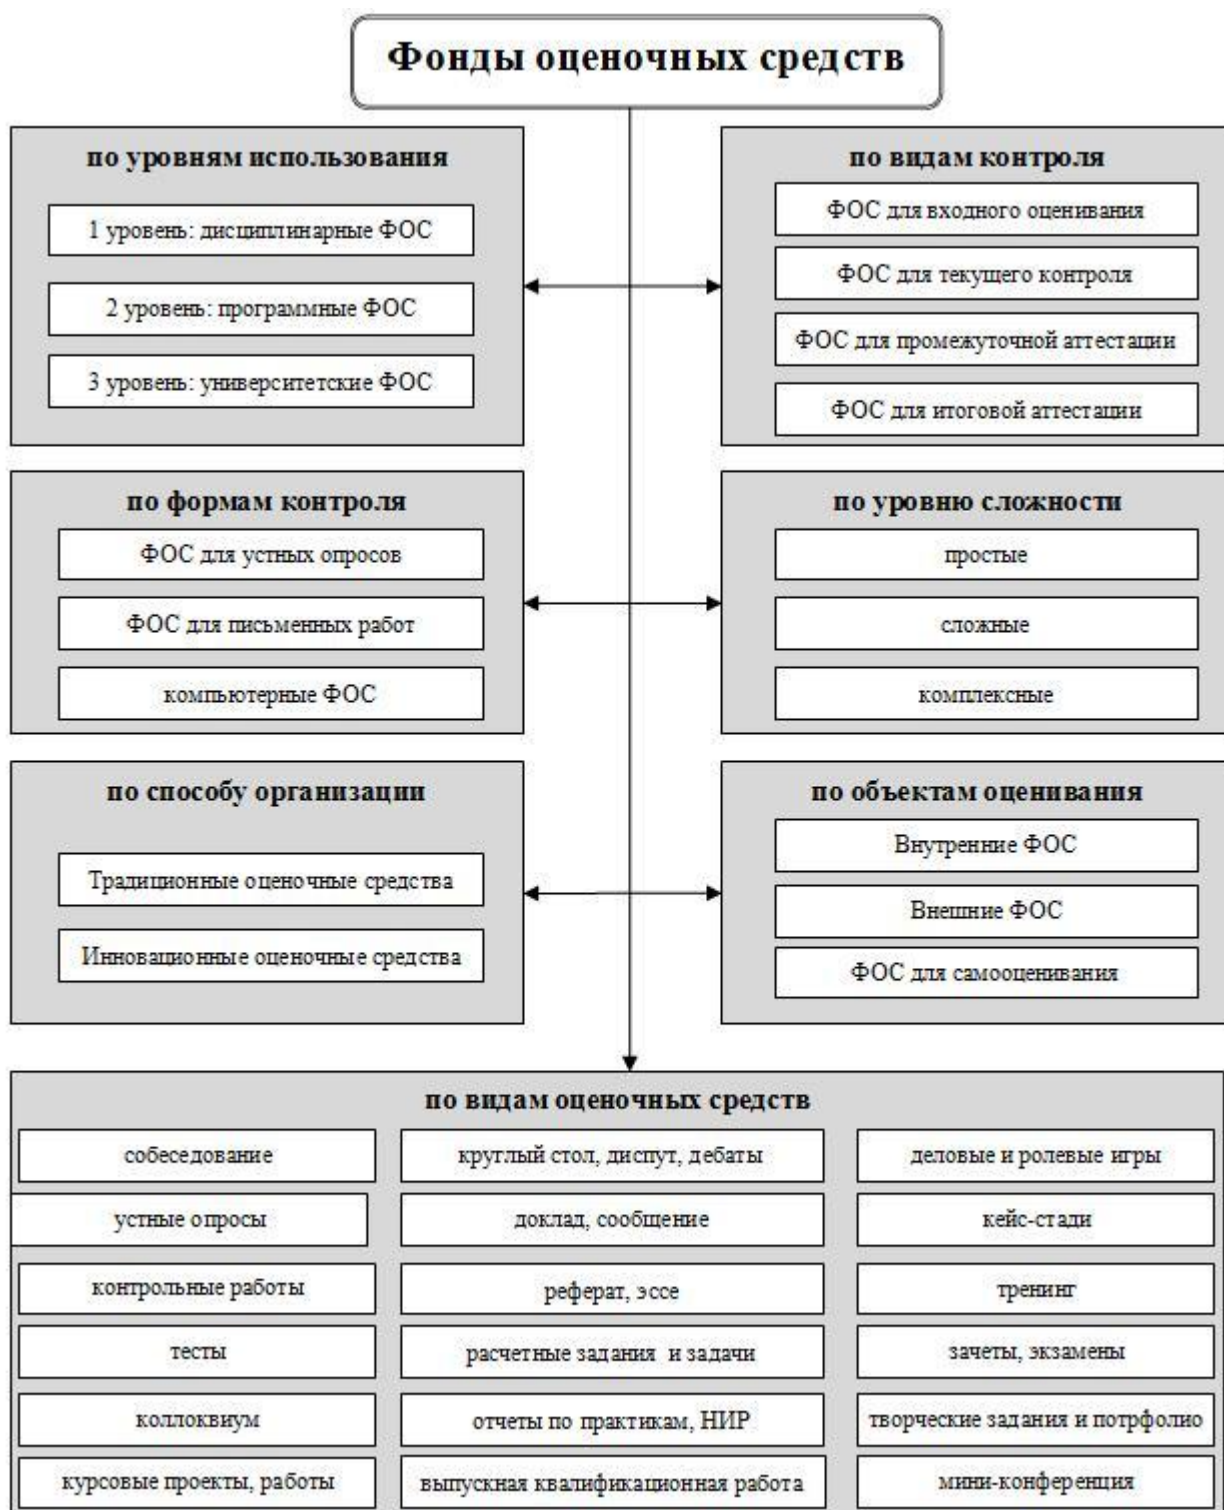 Фонды оценочных средств
по уровням использования
1 уровень: дисциплинарные ФОС
2 уровень: программные ФОС
3 уровень: университетские ФОС
по видам контроля
ФОС для входного оценивания
ФОС для текущего контроля
ФОС для промежуточной аттестации
ФОС для итоговой аттестации
по формам контроля
ФОС для устных опросов
ФОС для письменных работ
компьютерные ФОС
по уровню сложности
простые
сложные
комплексные
по способу организации
Традиционные оценочные средства
Инновационные оценочные средства
по объектам оценивания
Внутренние ФОС
Внешние ФОС
ФОС для самооценивания
по видам оценочных средств
собеседование
устные опросы
контрольные работы
тесты
коллоквиум
курсовые проекты, работы
круглый стол, диспут, дебаты
доклад, сообщение
реферат, эссе
расчетные задания и задачи
отчеты по практикам, НИР
выпускная квалификационная работа
деловые и ролевые игры
кейс-стади
тренинг
зачеты, экзамены
творческие задания и потрфолио
мини-конференция